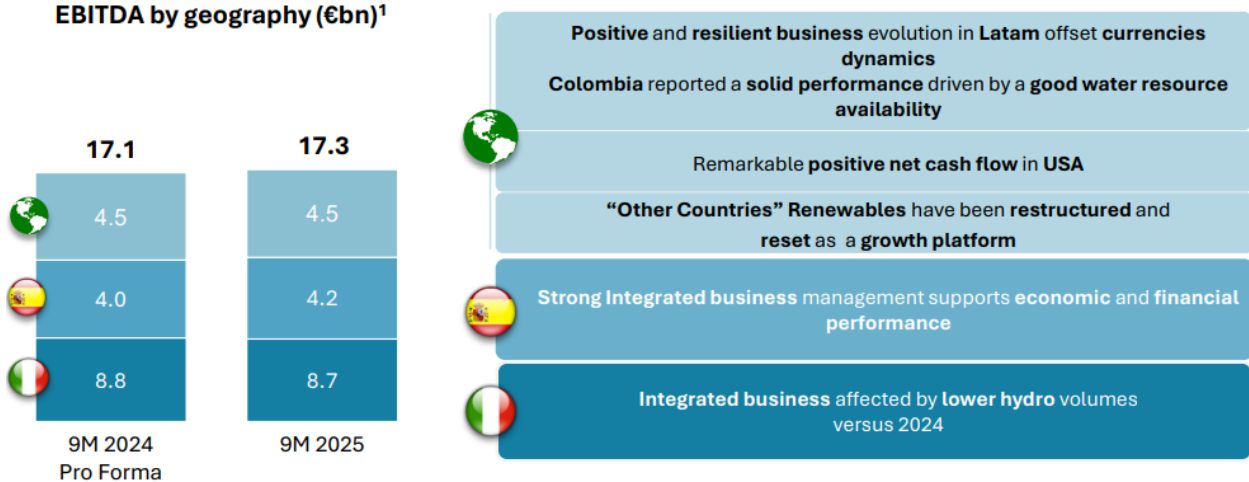 EBITDA by geography (€bn)¹
17.1
17.3
4.5
4.5
4.0
4.2
8.8
8.7
9M 2024
Pro Forma
9M 2025
Positive and resilient business evolution in Latam offset currencies
dynamics
Colombia reported a solid performance driven by a good water resource
availability
Remarkable positive net cash flow in USA
“Other Countries” Renewables have been restructured and
reset as a growth platform
Strong Integrated business management supports economic and financial
performance
Integrated business affected by lower hydro volumes
versus 2024